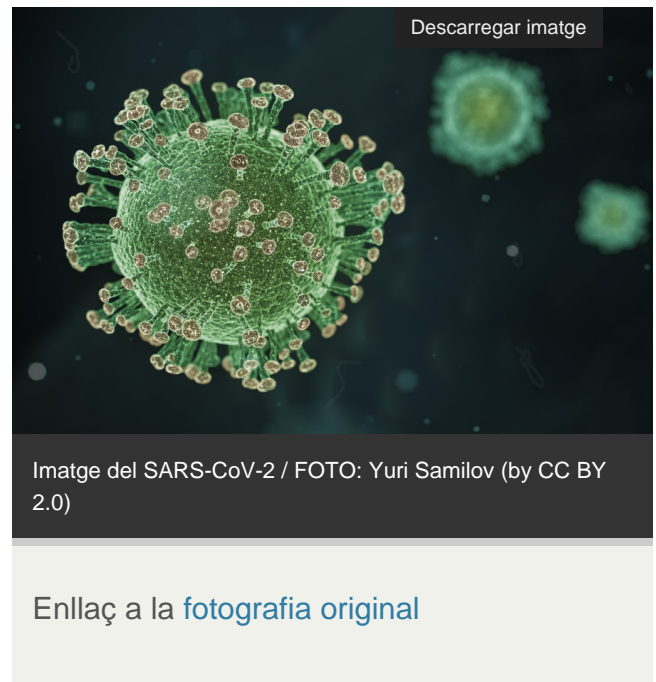 Descarregar imatge
Imatge del SARS-CoV-2 / FOTO: Yuri Samilov (by CC BY
2.0)
Enllaç a la fotografia original